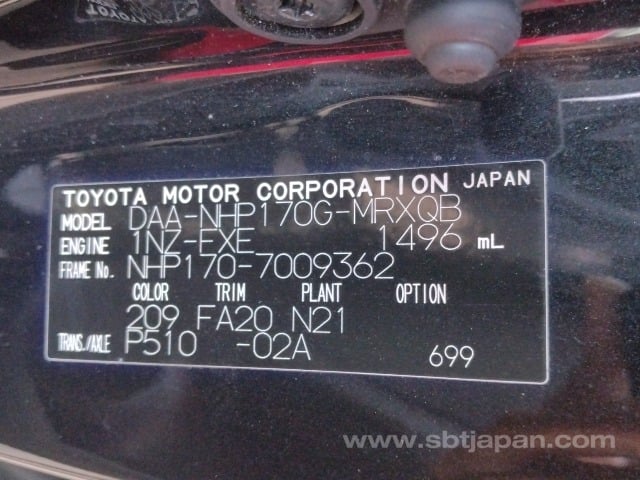 TOYOTA
TOYOTA MOTOR CORPORATION JAPAN
MODEL DAA-NHP170G-MRXQB
ENGINE 1NZ-FXE 1496 mL
FRAME No. NHP170-7009362
COLOR TRIM PLANT OPTION
209 FA20 N21
TRANS./AXLE P510 -02A 699
www.sbtjapan.com